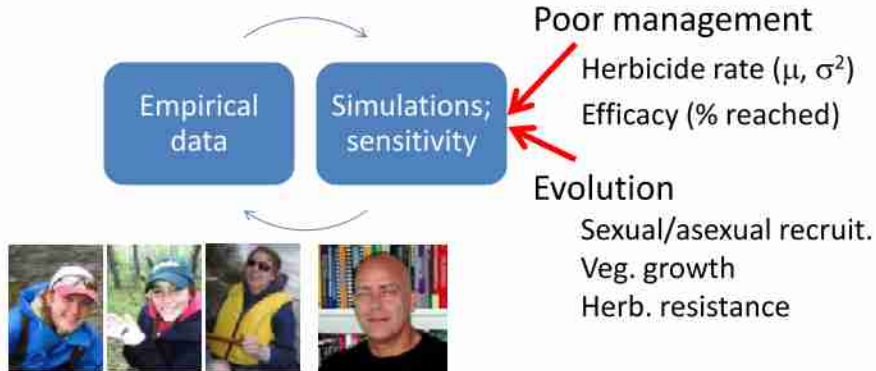 Poor management
Herbicide rate (μ, σ²)
Efficacy (% reached)
Empirical
data
Simulations;
sensitivity
Evolution
Sexual/asexual recruit.
Veg. growth
Herb. resistance